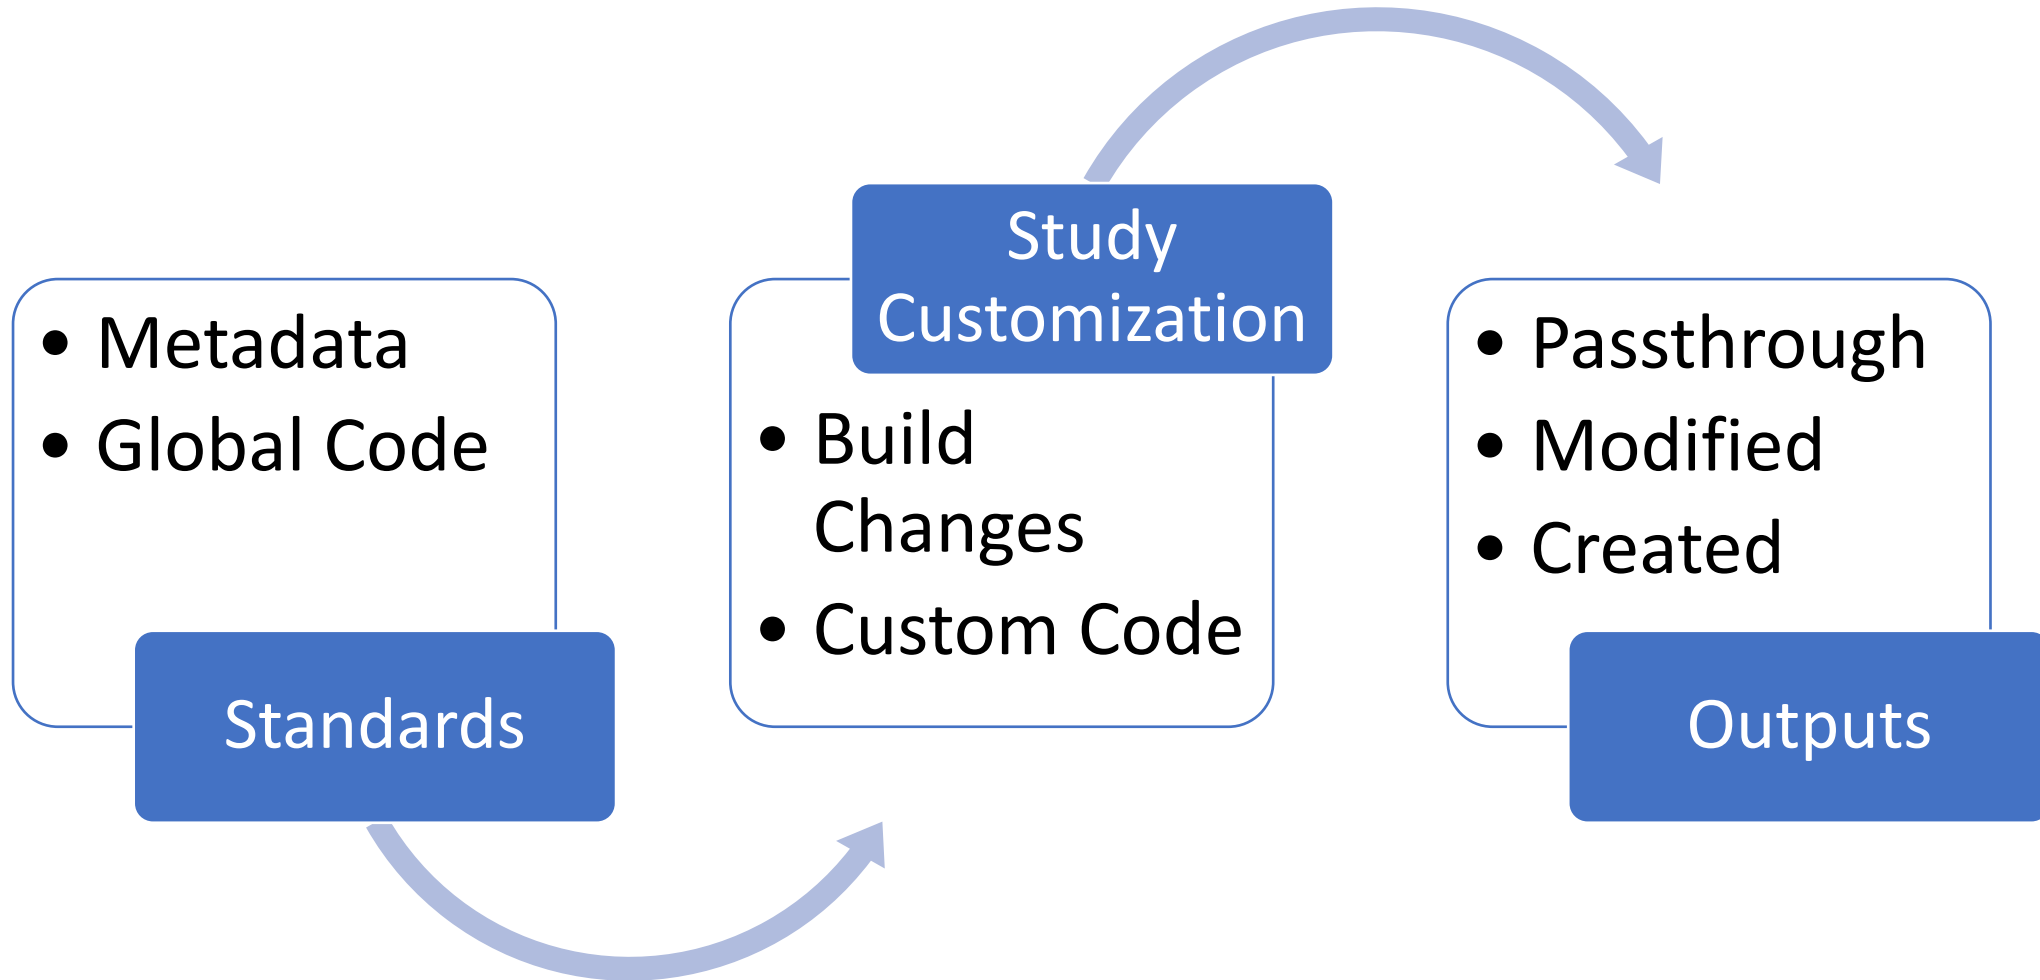 • Metadata
• Global Code
Standards
Study
Customization
• Build
Changes
• Custom Code
• Passthrough
• Modified
• Created
Outputs